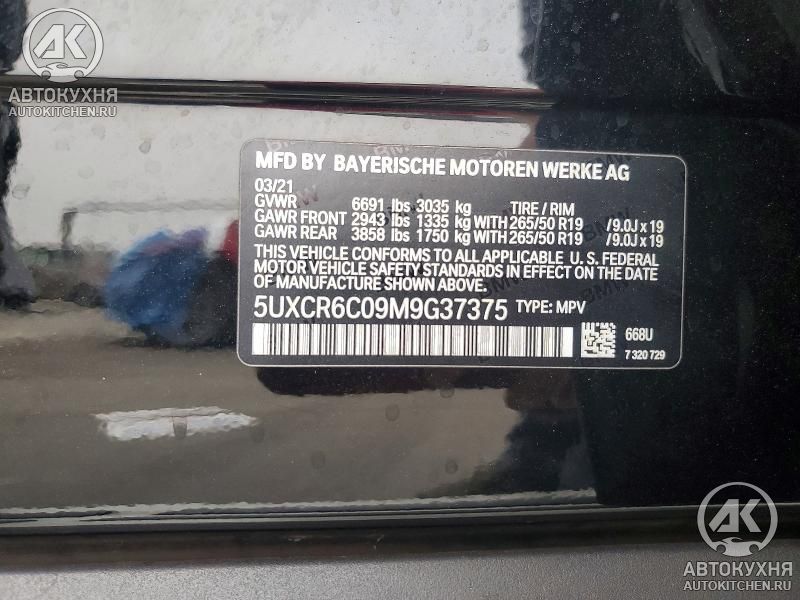 AK
АВТОКУХНЯ
AUTOKITCHEN.RU
MFD BY BAYERISCHE MOTOREN WERKE AG
03/21
GVWR 6691 lbs 3035 kg TIRE / RIM
GAWR FRONT 2943 lbs 1335 kg WITH 265/50 R19 /9.0J x 19
GAWR REAR 3858 lbs 1750 kg WITH 265/50 R19 /9.0J x 19
THIS VEHICLE CONFORMS TO ALL APPLICABLE U. S. FEDERAL
MOTOR VEHICLE SAFETY STANDARDS IN EFFECT ON THE DATE
OF MANUFACTURE SHOWN ABOVE.
5UXCR6C09M9G37375 TYPE: MPV
668U
7 320 729
AK
АВТОКУХНЯ
AUTOKITCHEN.RU